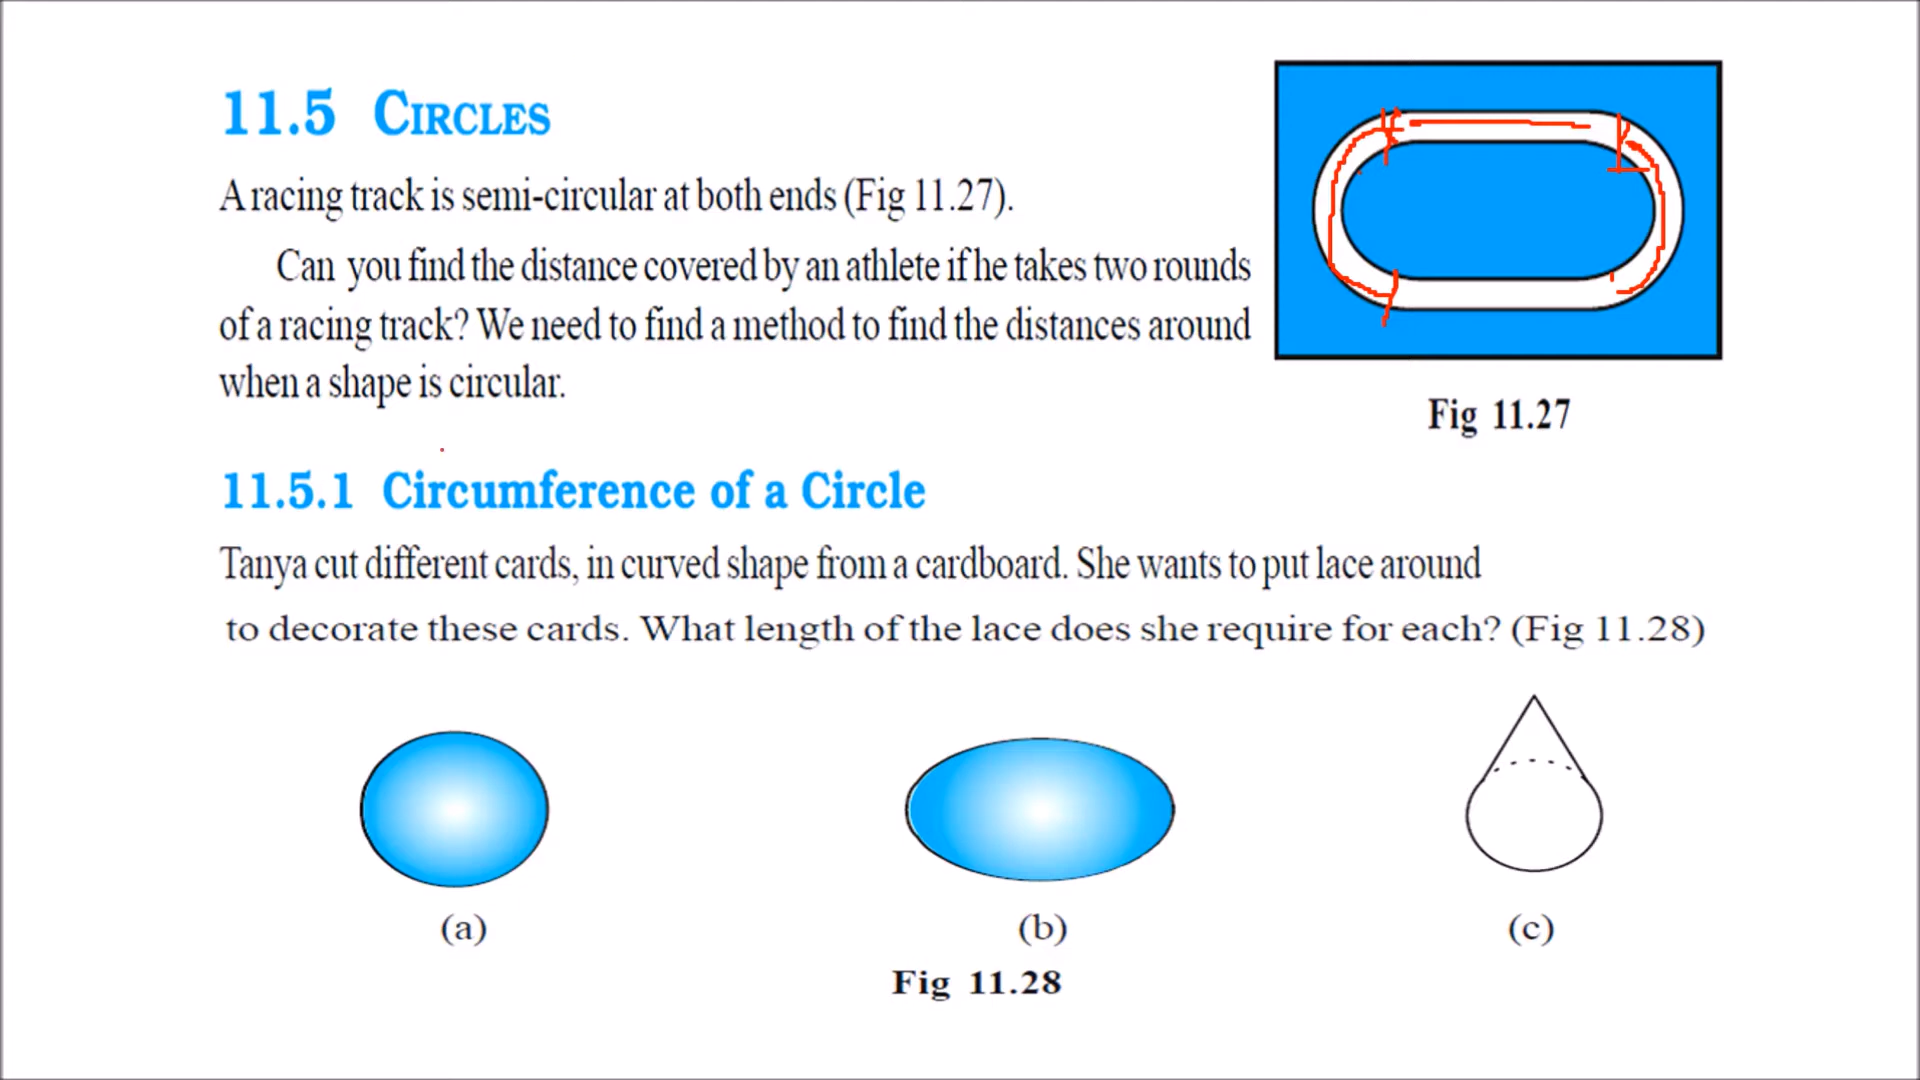 11.5 CIRCLES
A racing track is semi-circular at both ends (Fig 11.27).
Can you find the distance covered by an athlete if he takes two rounds
of a racing track? We need to find a method to find the distances around
when a shape is circular.
Fig 11.27
11.5.1 Circumference of a Circle
Tanya cut different cards, in curved shape from a cardboard. She wants to put lace around
to decorate these cards. What length of the lace does she require for each? (Fig 11.28)
(a) (b) (c)
Fig 11.28